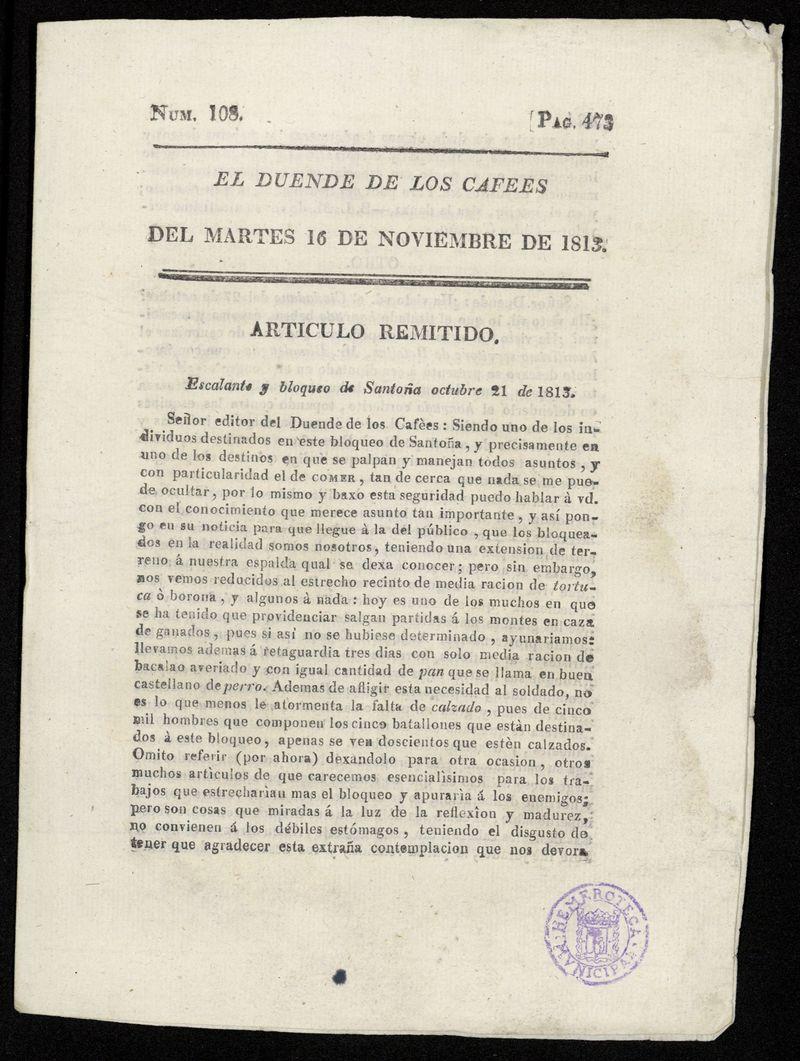 NUM. 108.
[PAG. 473
EL DUENDE DE LOS CAFEES
DEL MARTES 16 DE NOVIEMBRE DE 1813.
ARTICULO REMITIDO.
Escalante y bloqueo de Santoña octubre 21 de 1813.
Señor editor del Duende de los Cafèes : Siendo uno de los in-
dividuos destinados en este bloqueo de Santoña , y precisamente en
uno de los destinos en que se palpan y manejan todos asuntos , y
con particularidad el de COMER , tan de cerca que nada se me pue-
de ocultar , por lo mismo y baxo esta seguridad puedo hablar à vd.
con el conocimiento que merece asunto tan importante , y así pon-
go en su noticia para que llegue à la del público , que los bloquea-
dos en la realidad somos nosotros , teniendo una extension de ter-
reno á nuestra espalda qual se dexa conocer ; pero sin embargo,
nos vemos reducidos al estrecho recinto de media racion de tortu-
ca ò borona , y algunos à nada : hoy es uno de los muchos en que
se ha tenido que providenciar salgan partidas á los montes en caza
de ganados , pues si así no se hubiese determinado , ayunariamos:
llevamos ademas á retaguardia tres dias con solo media racion de
bacalao averiado y con igual cantidad de pan que se llama en buen
castellano de perro. Ademas de afligir esta necesidad al soldado, no
es lo que menos le atormenta la falta de calzado , pues de cinco
mil hombres que componen los cinco batallones que estàn destina-
dos à este bloqueo, apenas se ven doscientos que estèn calzados.
Omito referir (por ahora) dexandolo para otra ocasion , otros
muchos artìculos de que carecemos esencialìsimos para los tra-
bajos que estrecharian mas el bloqueo y apuraria á los enemigos;
pero son cosas que miradas á la luz de la reflexîon y madurez,
no convienen á los débiles estómagos , teniendo el disgusto de
tener que agradecer esta extraña contemplacion que nos devora
HEMEROTECA
MUNICIPAL